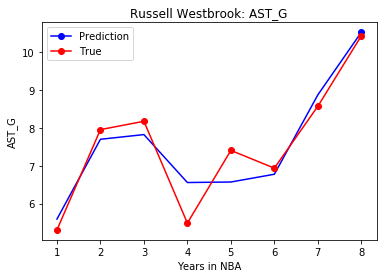 Russell Westbrook: AST_G
Prediction
True
AST_G
10
9
8
7
6
1 2 3 4 5 6 7 8
Years in NBA